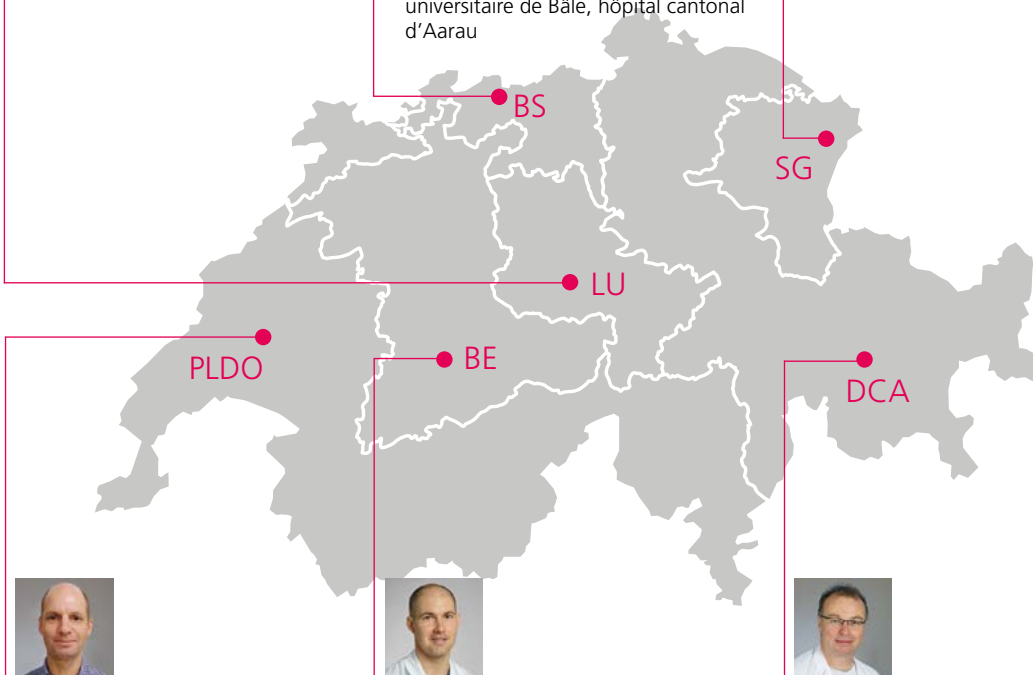 universitaire de Bâle, hôpital cantonal
d’Aarau
BS
SG
LU
PLDO
BE
DCA